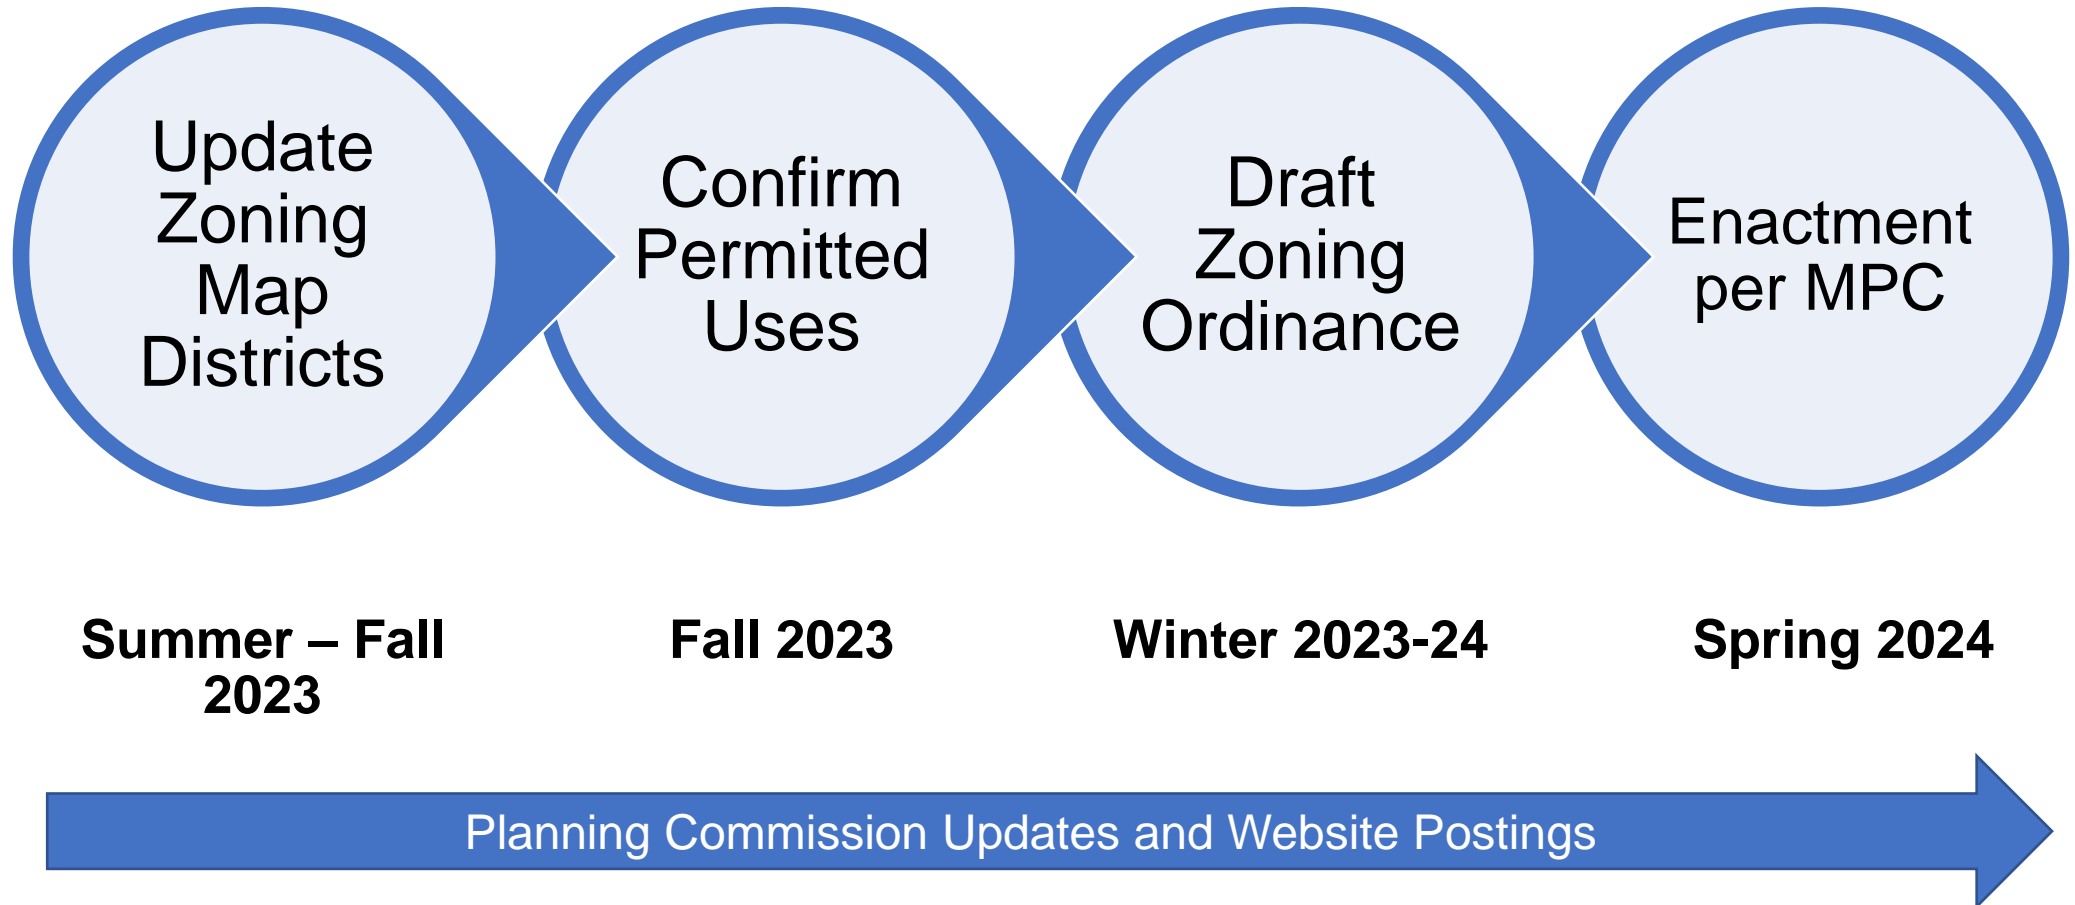 Update
Zoning
Map
Districts
Confirm
Permitted
Uses
Draft
Zoning
Ordinance
Enactment
per MPC
Summer – Fall
2023
Fall 2023
Winter 2023-24
Spring 2024
Planning Commission Updates and Website Postings